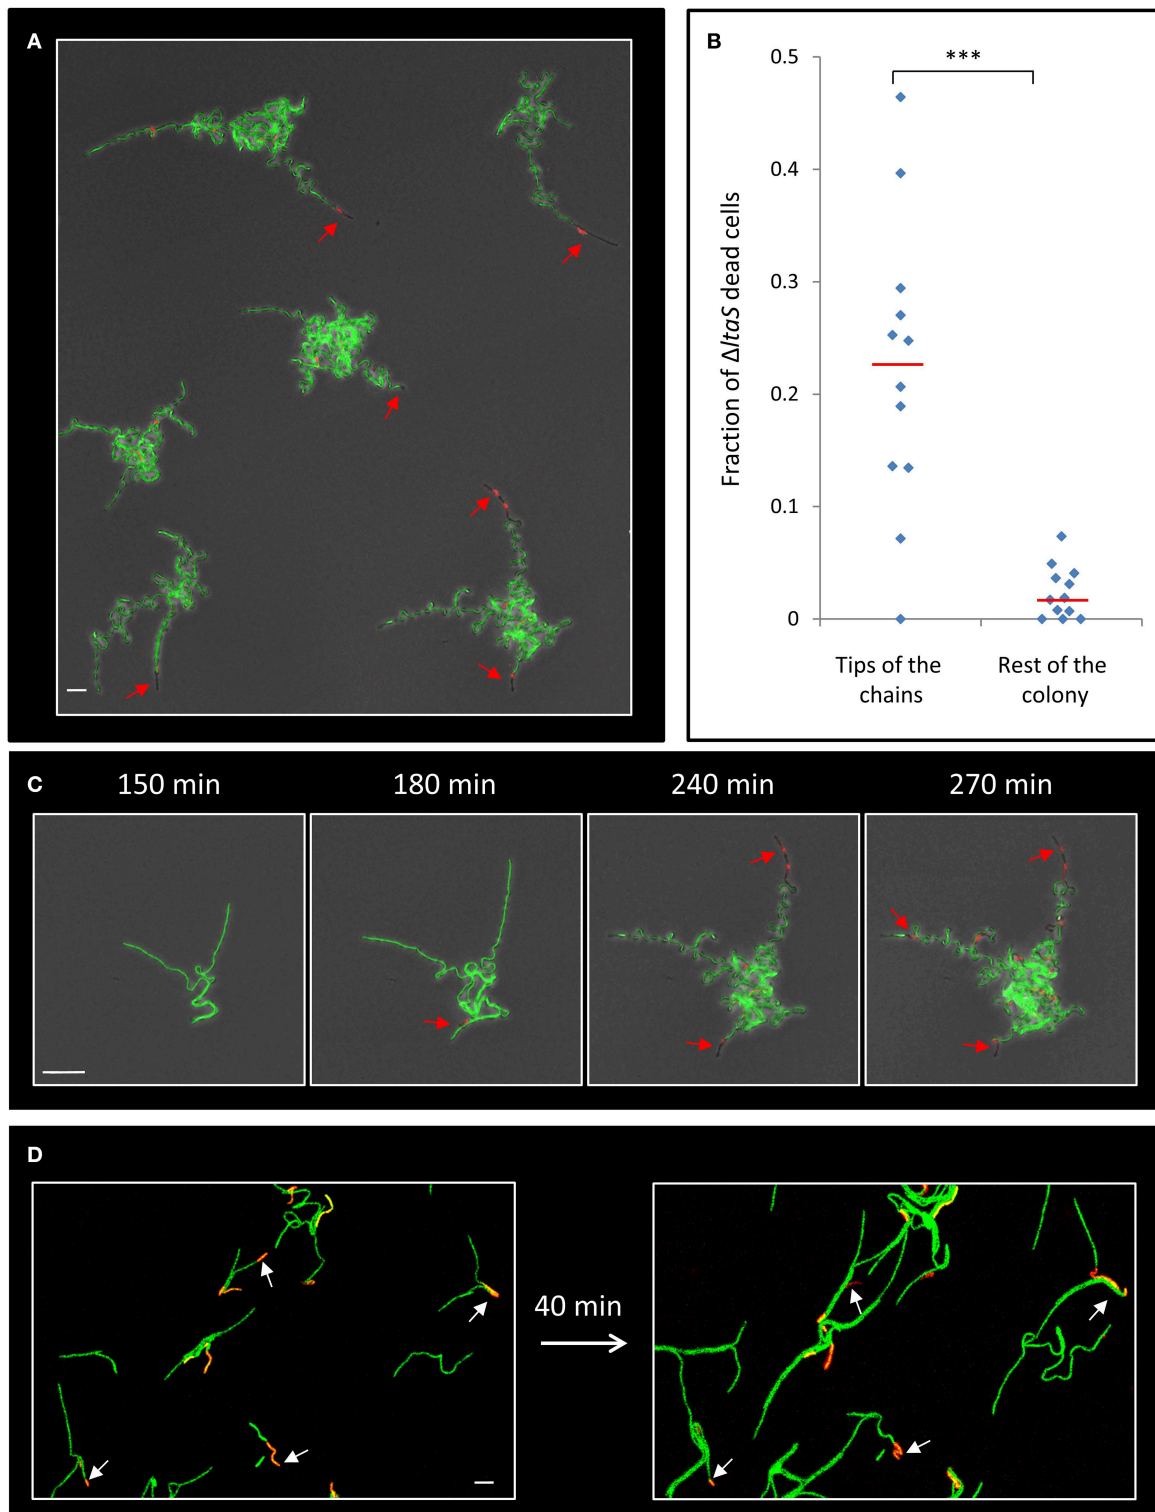 A
B
***
0.5
0.4
0.3
0.2
0.1
0
Fraction of ΔltaS dead cells
Tips of the
chains
Rest of the
colony
C
150 min
180 min
240 min
270 min
D
40 min